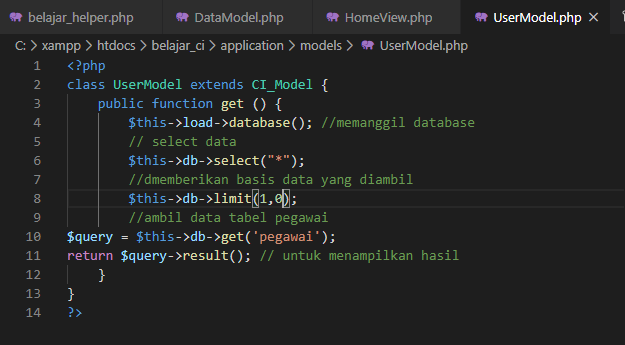 belajar_helper.php DataModel.php HomeView.php UserModel.php ×
C: > xampp > htdocs > belajar_ci > application > models > UserModel.php
1 <?php
2 class UserModel extends CI_Model {
3 public function get () {
4 $this->load->database(); //memanggil database
5 // select data
6 $this->db->select("*");
7 //dmemberikan basis data yang diambil
8 $this->db->limit(1,0);
9 //ambil data tabel pegawai
10 $query = $this->db->get('pegawai');
11 return $query->result(); // untuk menampilkan hasil
12 }
13 }
14 ?>